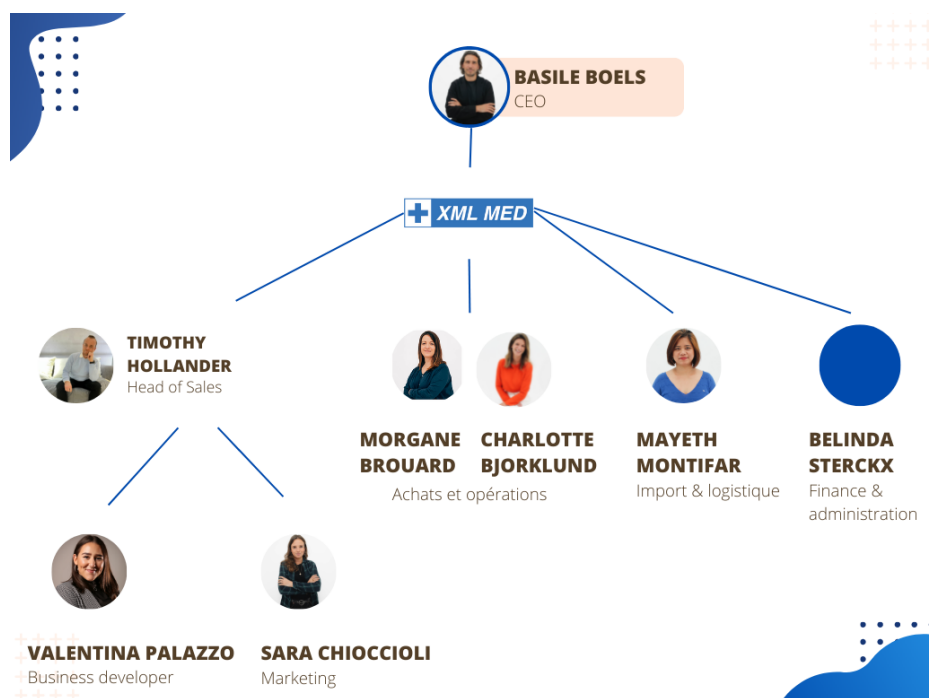 BASILE BOELS
CEO
XML MED
TIMOTHY
HOLLANDER
Head of Sales
MORGANE
BROUARD
CHARLOTTE
BJORKLUND
Achats et opérations
MAYETH
MONTIFAR
Import & logistique
BELINDA
STERCKX
Finance &
administration
VALENTINA PALAZZO
Business developer
SARA CHIOCCIOLI
Marketing